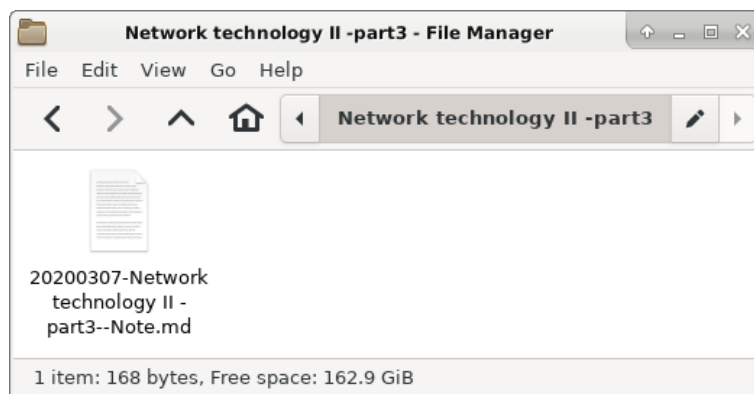 Network technology II -part3 - File Manager
File Edit View Go Help
Network technology II -part3
20200307-Network
technology II -
part3--Note.md
1 item: 168 bytes, Free space: 162.9 GiB